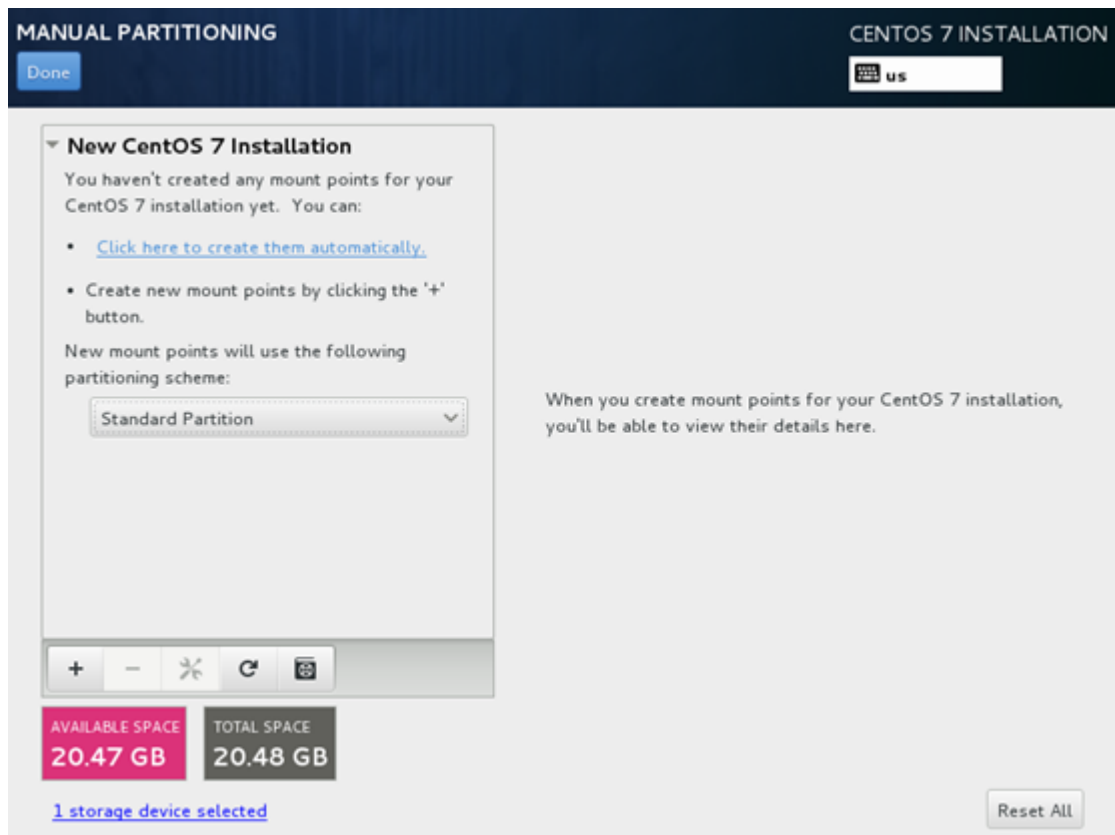 MANUAL PARTITIONING
CENTOS 7 INSTALLATION
Done
us
New CentOS 7 Installation
You haven't created any mount points for your
CentOS 7 installation yet. You can:
• Click here to create them automatically.
• Create new mount points by clicking the '+'
button.
New mount points will use the following
partitioning scheme:
Standard Partition
When you create mount points for your CentOS 7 installation,
you'll be able to view their details here.
+ −
AVAILABLE SPACE
20.47 GB
TOTAL SPACE
20.48 GB
1 storage device selected
Reset All